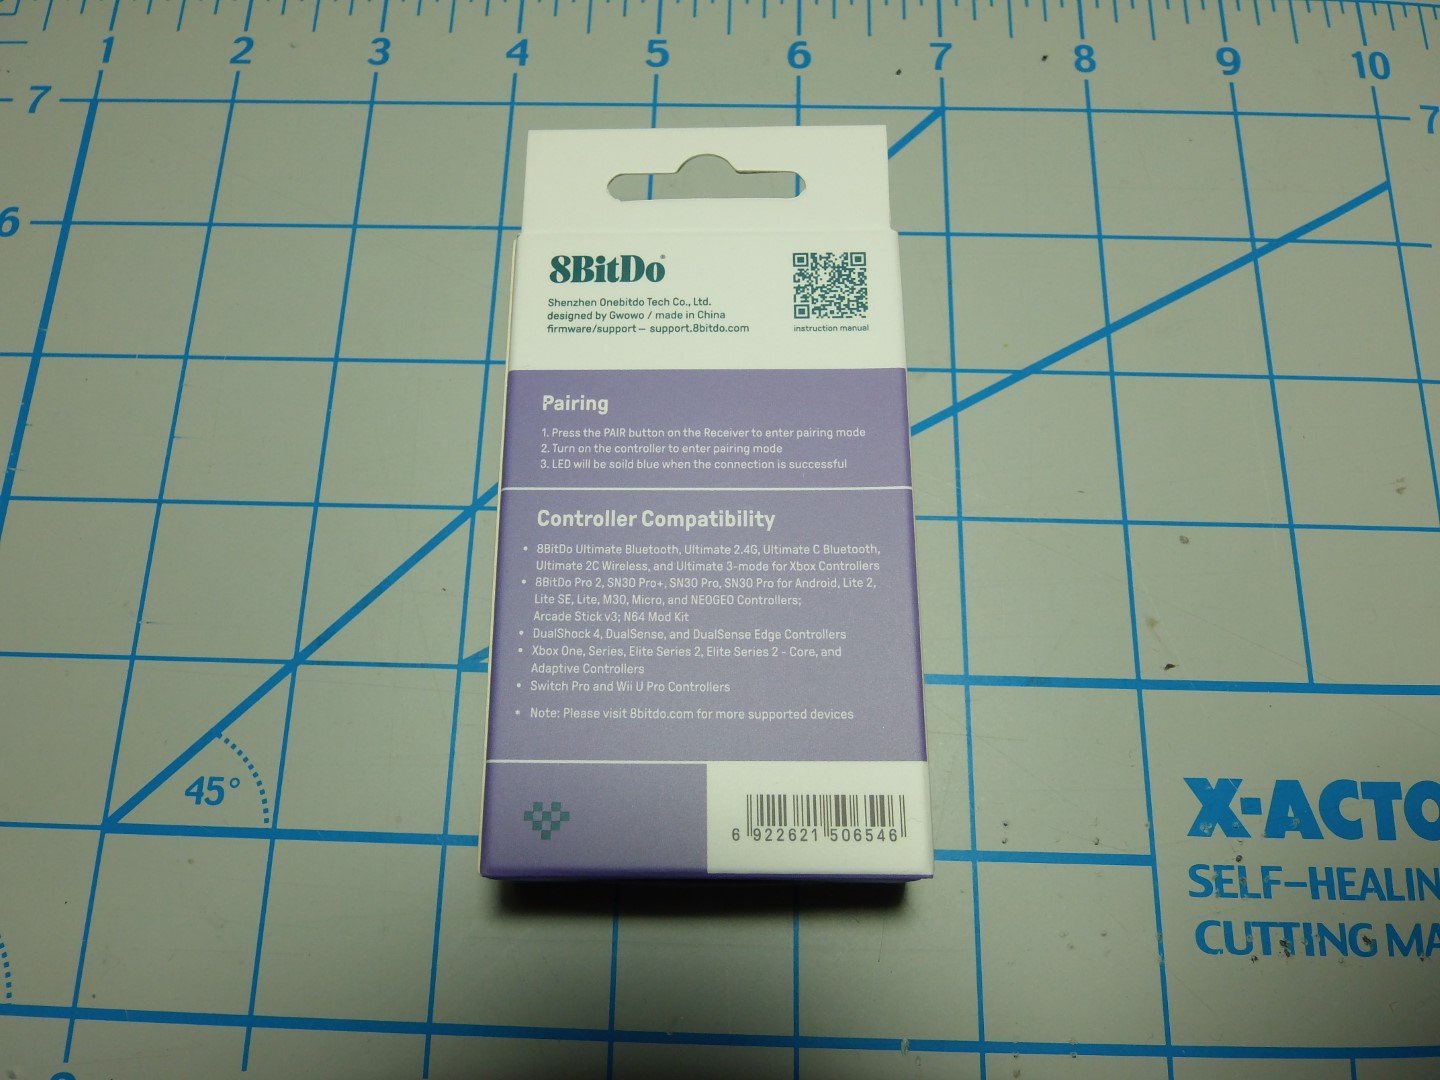 1 2 3 4 5 6 7 8 9 10
7
7
6
8BitDo®
Shenzhen Onebitdo Tech Co., Ltd.
designed by Gwowo / made in China
firmware/support — support.8bitdo.com
instruction manual
Pairing
1. Press the PAIR button on the Receiver to enter pairing mode
2. Turn on the controller to enter pairing mode
3. LED will be soild blue when the connection is successful
Controller Compatibility
• 8BitDo Ultimate Bluetooth, Ultimate 2.4G, Ultimate C Bluetooth,
Ultimate 2C Wireless, and Ultimate 3-mode for Xbox Controllers
• 8BitDo Pro 2, SN30 Pro+, SN30 Pro, SN30 Pro for Android, Lite 2,
Lite SE, Lite, M30, Micro, and NEOGEO Controllers;
Arcade Stick v3; N64 Mod Kit
• DualShock 4, DualSense, and DualSense Edge Controllers
• Xbox One, Series, Elite Series 2, Elite Series 2 - Core, and
Adaptive Controllers
• Switch Pro and Wii U Pro Controllers
* Note: Please visit 8bitdo.com for more supported devices
6 922621 506546
45°
X-ACTO
SELF-HEALIN
CUTTING MA